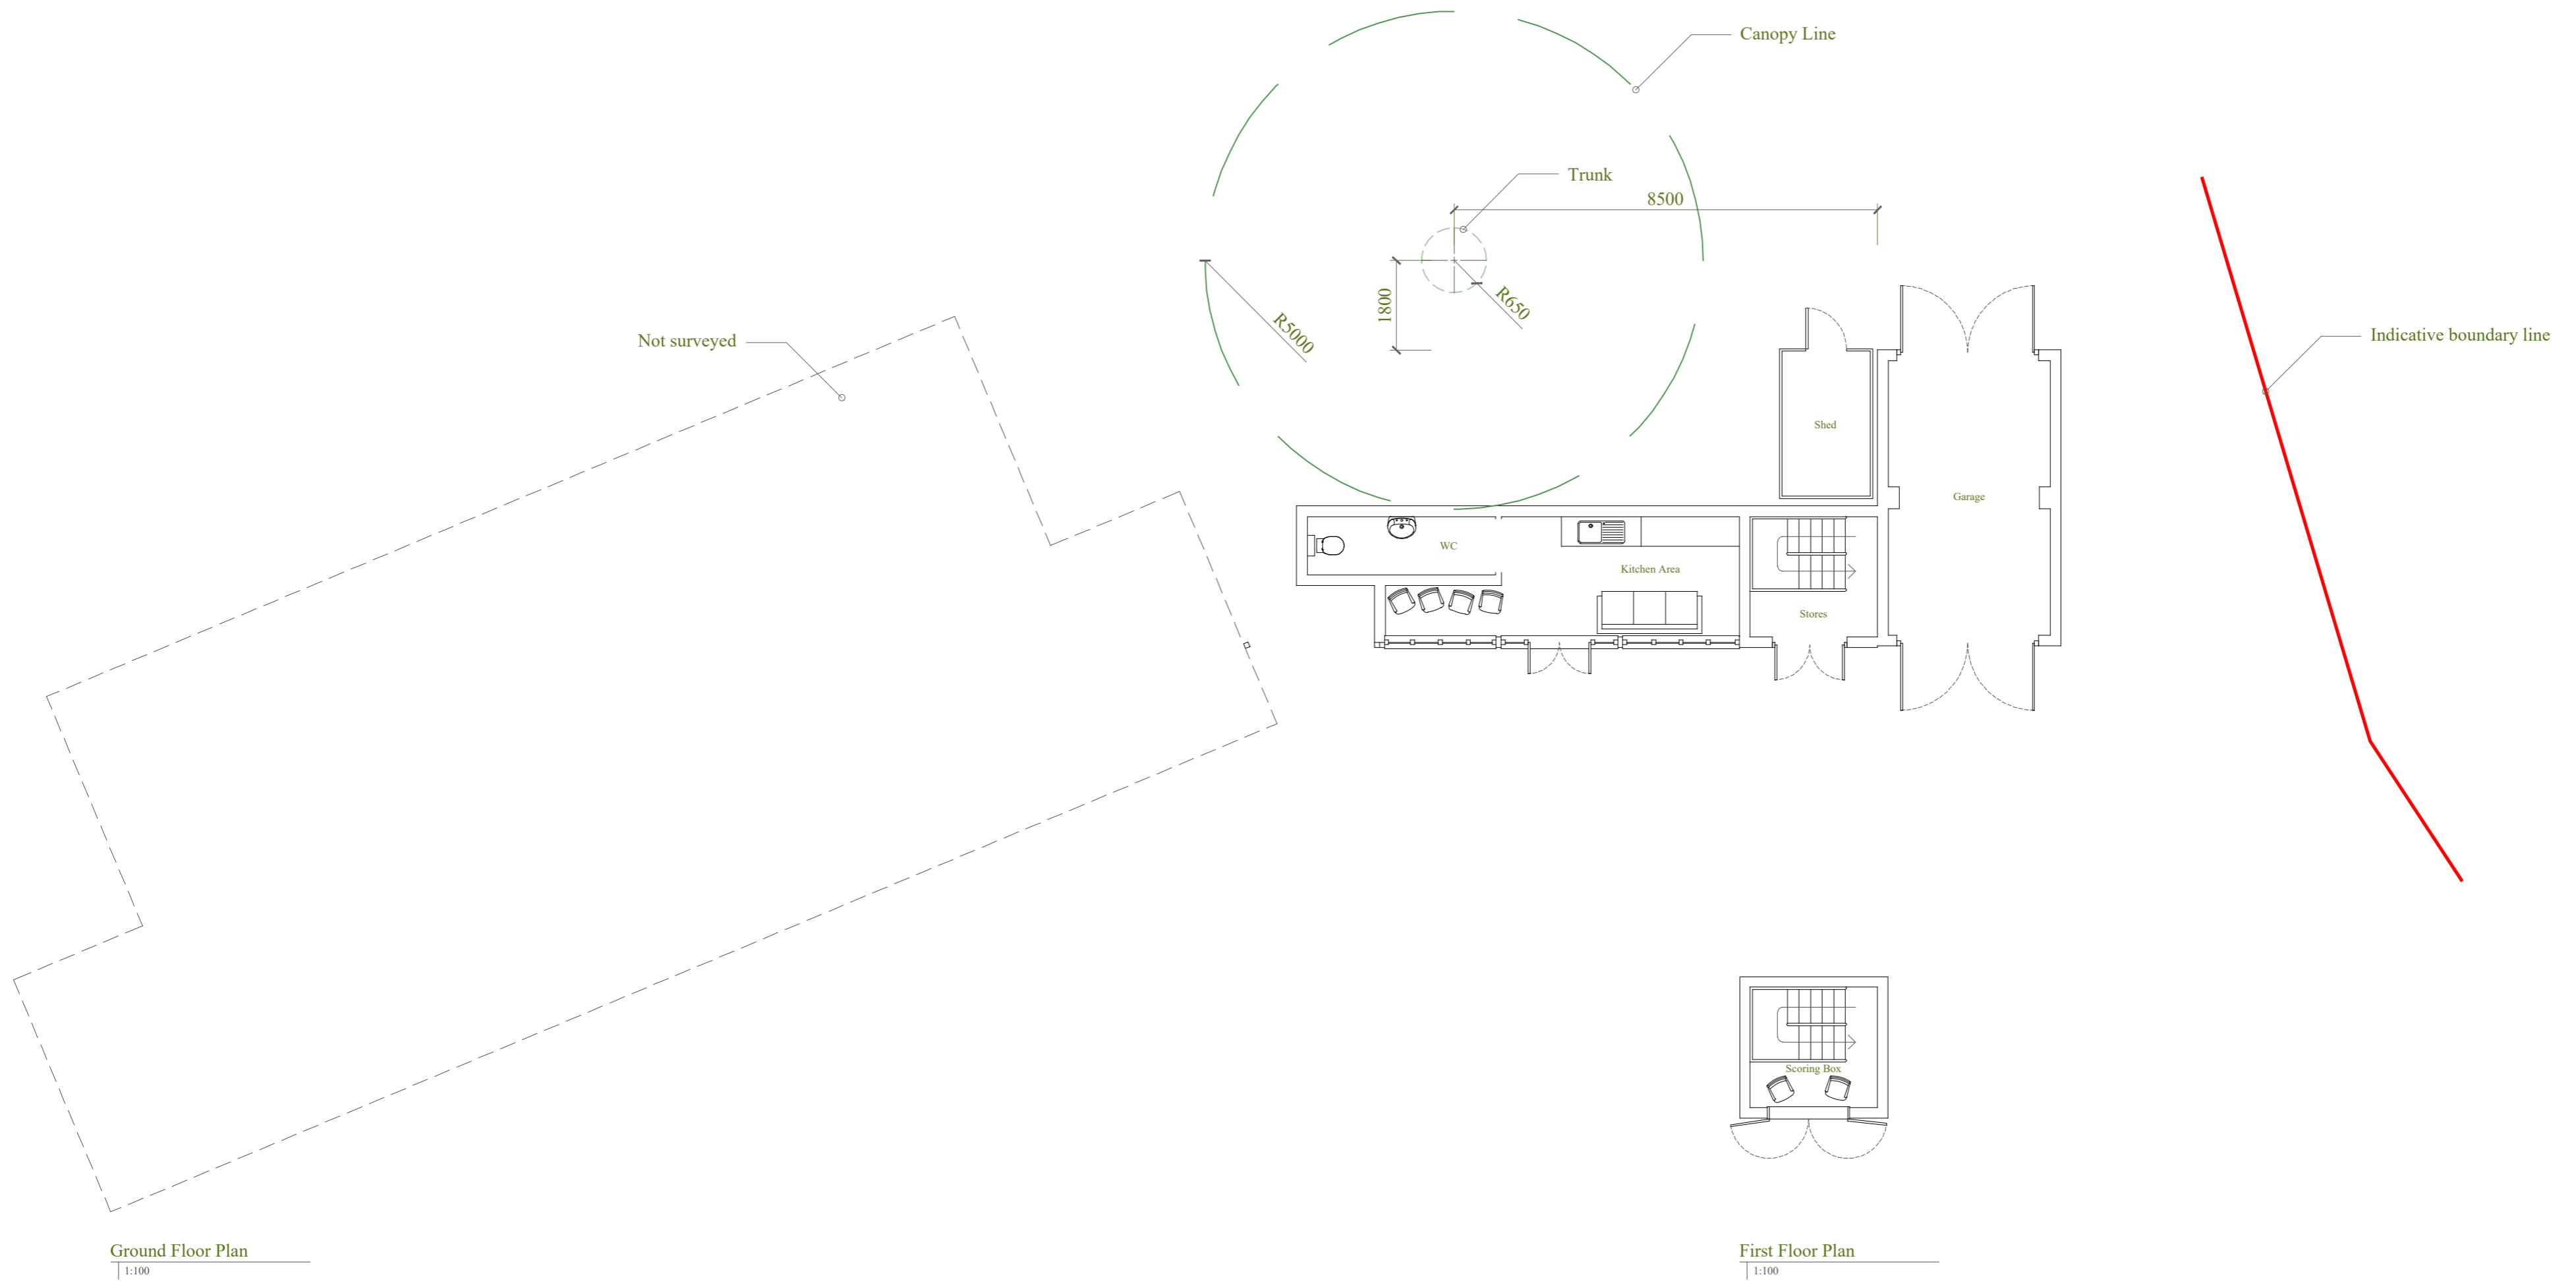 Canopy Line
Trunk
8500
1800
R650
R5000
Not surveyed
Indicative boundary line
Shed
Garage
WC
Kitchen Area
Stores
Scoring Box
Ground Floor Plan
1:100
First Floor Plan
1:100